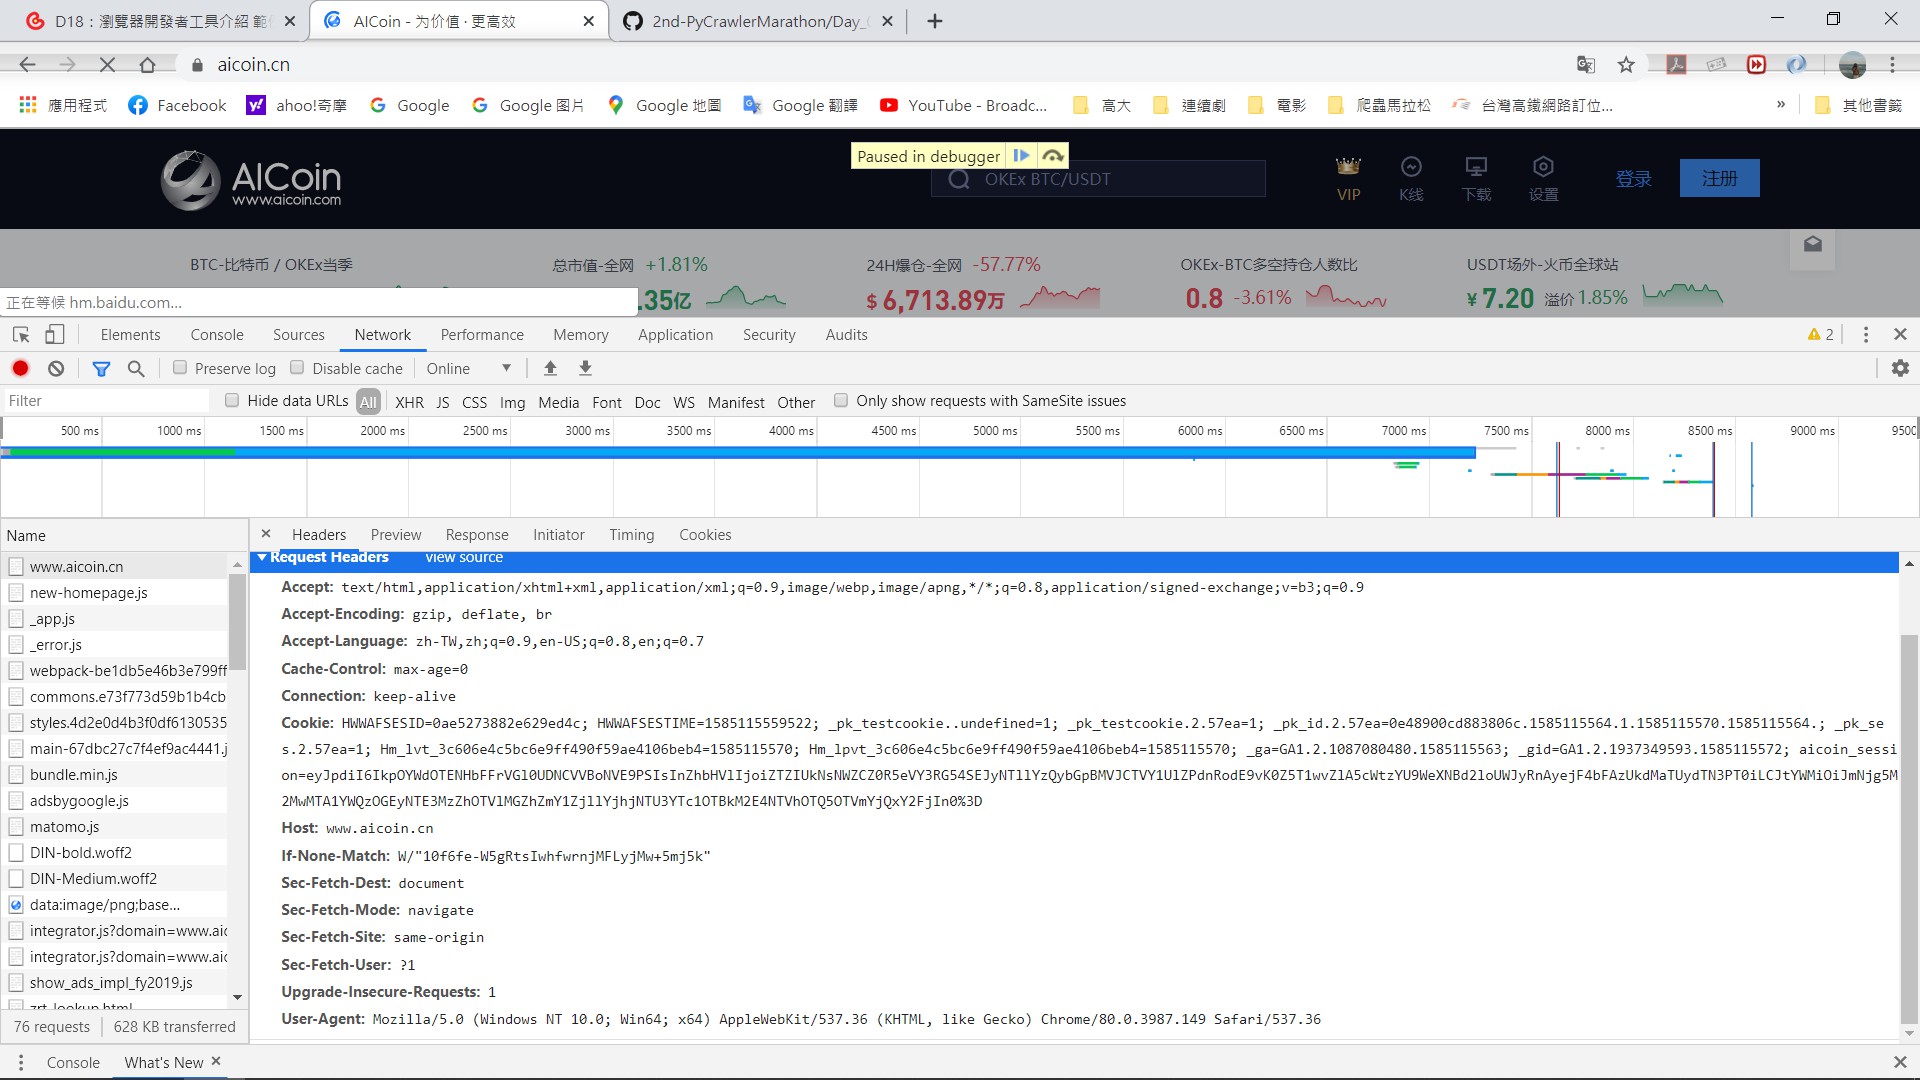 D18：瀏覽器開發者工具介紹 範
AICoin - 为价值 · 更高效
2nd-PyCrawlerMarathon/Day_
aicoin.cn
應用程式
Facebook
ahoo!奇摩
Google
Google 图片
Google 地圖
Google 翻譯
YouTube - Broadc...
高大
連續劇
電影
爬蟲馬拉松
台灣高鐵網路訂位...
»
其他書籤
Paused in debugger
AICoin
www.aicoin.com
OKEx BTC/USDT
VIP
K线
下载
设置
登录
注册
BTC-比特币 / OKEx当季
总市值-全网 +1.81%
24H爆仓-全网 -57.77%
OKEx-BTC多空持仓人数比
USDT场外-火币全球站
正在等候 hm.baidu.com...
.35亿
$ 6,713.89万
0.8 -3.61%
¥ 7.20 溢价 1.85%
Elements Console Sources Network Performance Memory Application Security Audits
2
Preserve log
Disable cache
Online
Filter
Hide data URLs
All XHR JS CSS Img Media Font Doc WS Manifest Other
Only show requests with SameSite issues
500 ms 1000 ms 1500 ms 2000 ms 2500 ms 3000 ms 3500 ms 4000 ms 4500 ms 5000 ms 5500 ms 6000 ms 6500 ms 7000 ms 7500 ms 8000 ms 8500 ms 9000 ms 9500
Name
www.aicoin.cn
new-homepage.js
_app.js
_error.js
webpack-be1db5e46b3e799ff
commons.e73f773d59b1b4cb
styles.4d2e0d4b3f0df6130535
main-67dbc27c7f4ef9ac4441.j
bundle.min.js
adsbygoogle.js
matomo.js
DIN-bold.woff2
DIN-Medium.woff2
data:image/png;base...
integrator.js?domain=www.aic
integrator.js?domain=www.aic
show_ads_impl_fy2019.js
zrt_lookup.html
76 requests
628 KB transferred
Headers Preview Response Initiator Timing Cookies
Request Headers view source
Accept: text/html,application/xhtml+xml,application/xml;q=0.9,image/webp,image/apng,*/*;q=0.8,application/signed-exchange;v=b3;q=0.9
Accept-Encoding: gzip, deflate, br
Accept-Language: zh-TW,zh;q=0.9,en-US;q=0.8,en;q=0.7
Cache-Control: max-age=0
Connection: keep-alive
Cookie: HWWAFSESID=0ae5273882e629ed4c; HWWAFSESTIME=1585115559522; _pk_testcookie..undefined=1; _pk_testcookie.2.57ea=1; _pk_id.2.57ea=0e48900cd883806c.1585115564.1.1585115570.1585115564.; _pk_se
s.2.57ea=1; Hm_lvt_3c606e4c5bc6e9ff490f59ae4106beb4=1585115570; Hm_lpvt_3c606e4c5bc6e9ff490f59ae4106beb4=1585115570; _ga=GA1.2.1087080480.1585115563; _gid=GA1.2.1937349593.1585115572; aicoin_sessi
on=eyJpdiI6IkpOYWdOTENHbFFrVGl0UDNCVVBoNVE9PSIsInZhbHVlIjoiZTZIUkNsNWZCZ0R5eVY3RG54SEJyNTllYzQybGpBMVJCTVY1UlZPdnRodE9vK0Z5T1wvZlA5cWtzYU9WeXNBd2loUWJyRnAyejF4bFAzUkdMaTUydTN3PT0iLCJtYWMiOiJmNjg5M
2MwMTA1YWQzOGEyNTE3MzZhOTVlMGZhZmY1ZjllYjhjNTU3YTc1OTBkM2E4NTVhOTQ5OTVmYjQxY2FjIn0%3D
Host: www.aicoin.cn
If-None-Match: W/"10f6fe-W5gRtsIwhfwrnjMFLyjMw+5mj5k"
Sec-Fetch-Dest: document
Sec-Fetch-Mode: navigate
Sec-Fetch-Site: same-origin
Sec-Fetch-User: ?1
Upgrade-Insecure-Requests: 1
User-Agent: Mozilla/5.0 (Windows NT 10.0; Win64; x64) AppleWebKit/537.36 (KHTML, like Gecko) Chrome/80.0.3987.149 Safari/537.36
Console
What's New